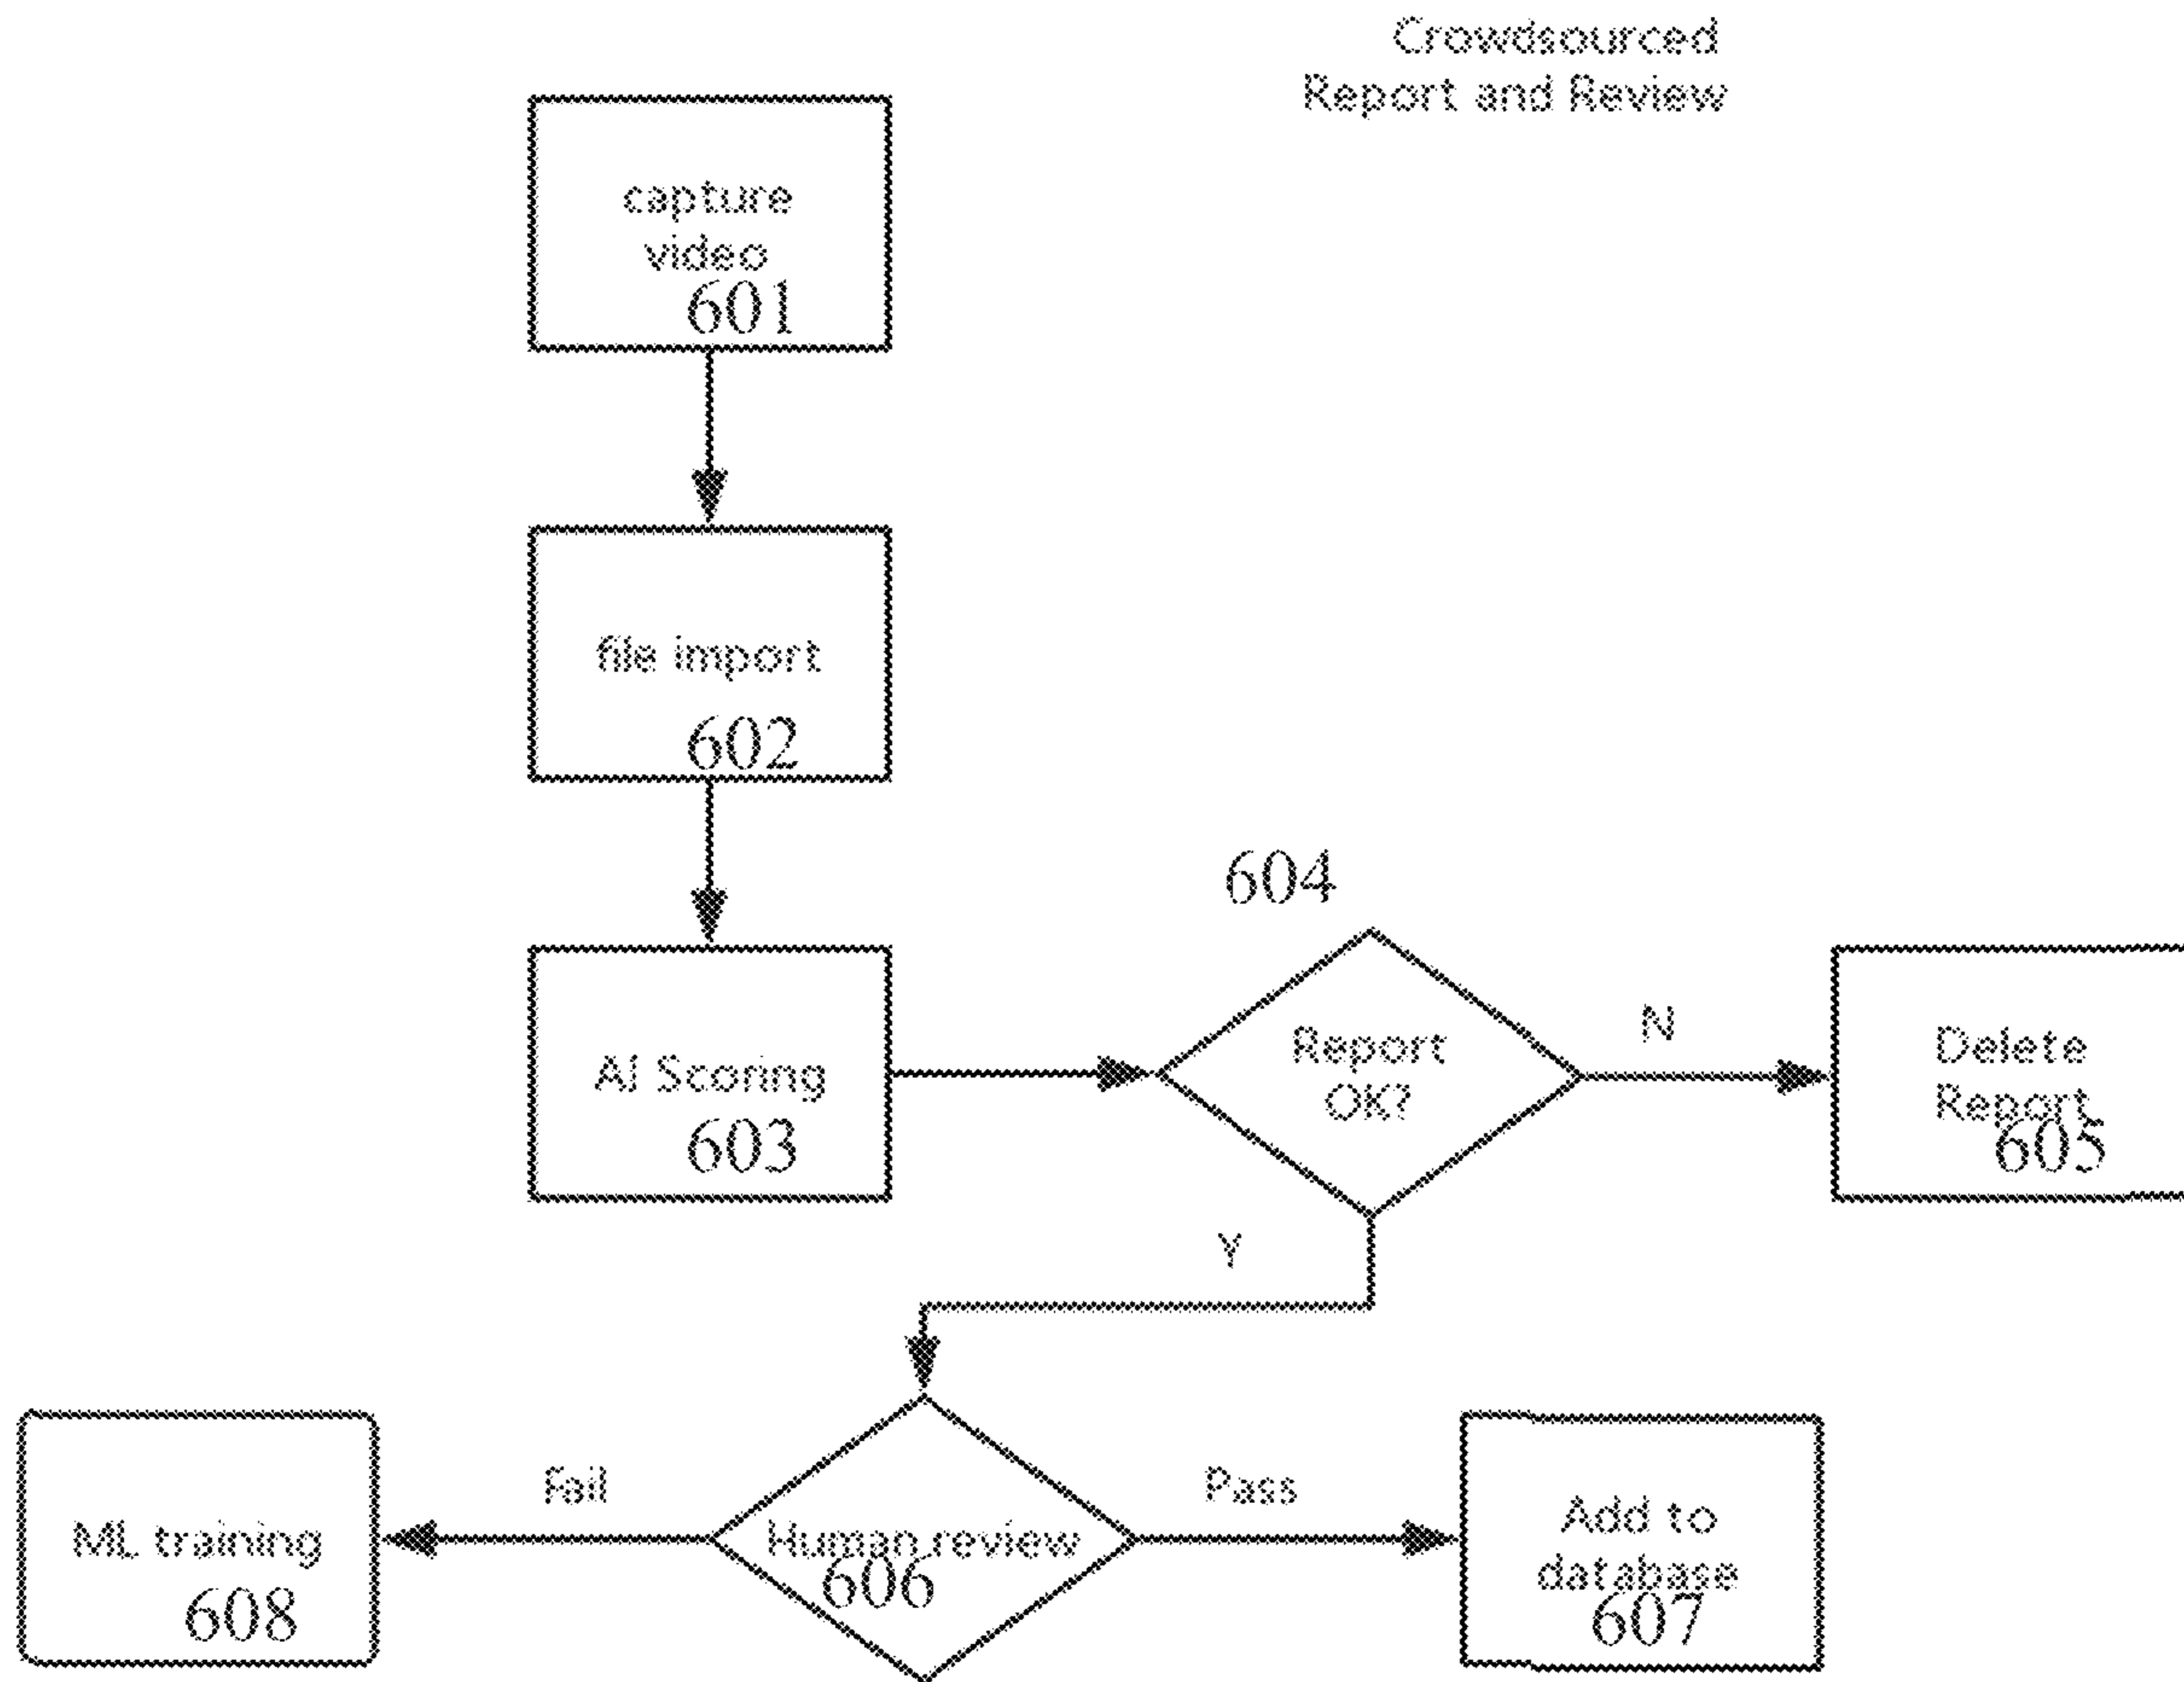 Crowdsourced
Report and Review
capture
video
601
file import
602
AI Scoring
603
604
Report
OK?
N
Delete
Report
605
Y
Fail
Human review
606
Pass
ML training
608
Add to
database
607